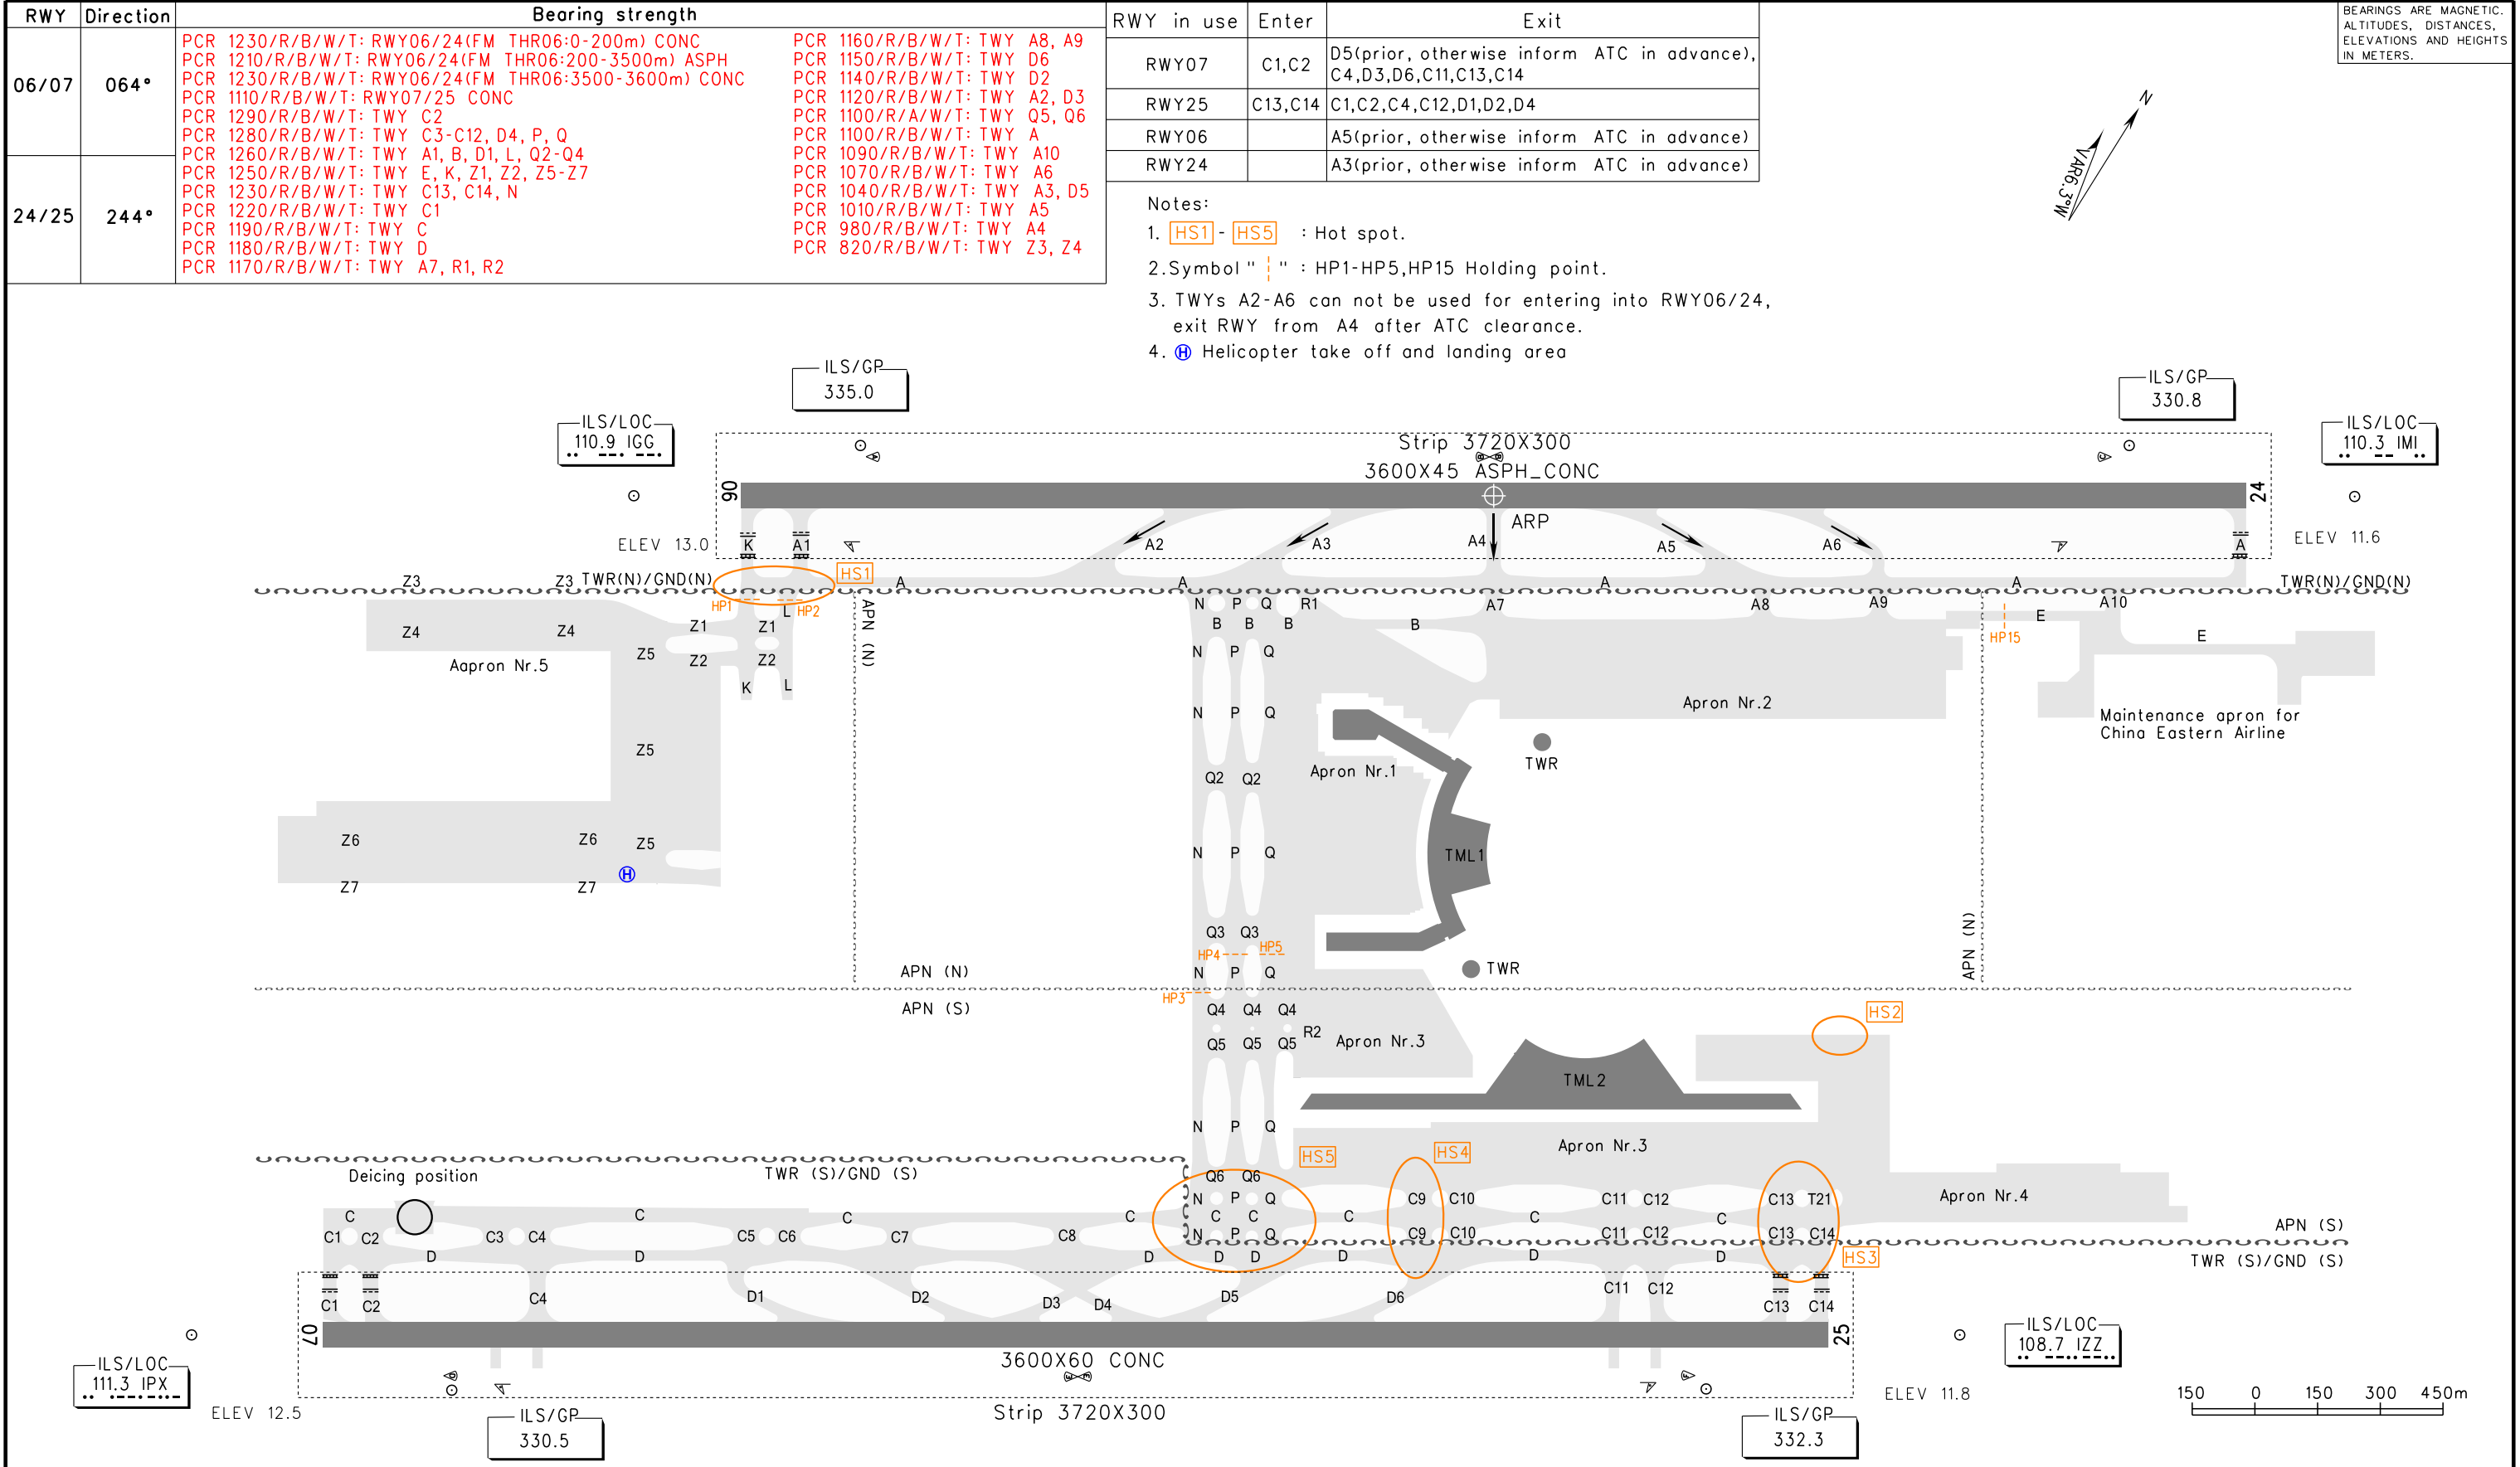 RWY Direction Bearing strength
06/07 064°
24/25 244°
PCR 1230/R/B/W/T: RWY06/24(FM THR06:0-200m) CONC
PCR 1210/R/B/W/T: RWY06/24(FM THR06:200-3500m) ASPH
PCR 1230/R/B/W/T: RWY06/24(FM THR06:3500-3600m) CONC
PCR 1110/R/B/W/T: RWY07/25 CONC
PCR 1290/R/B/W/T: TWY C2
PCR 1280/R/B/W/T: TWY C3-C12, D4, P, Q
PCR 1260/R/B/W/T: TWY A1, B, D1, L, Q2-Q4
PCR 1250/R/B/W/T: TWY E, K, Z1, Z2, Z5-Z7
PCR 1230/R/B/W/T: TWY C13, C14, N
PCR 1220/R/B/W/T: TWY C1
PCR 1190/R/B/W/T: TWY C
PCR 1180/R/B/W/T: TWY D
PCR 1170/R/B/W/T: TWY A7, R1, R2
PCR 1160/R/B/W/T: TWY A8, A9
PCR 1150/R/B/W/T: TWY D6
PCR 1140/R/B/W/T: TWY D2
PCR 1120/R/B/W/T: TWY A2, D3
PCR 1100/R/A/W/T: TWY Q5, Q6
PCR 1100/R/B/W/T: TWY A
PCR 1090/R/B/W/T: TWY A10
PCR 1070/R/B/W/T: TWY A6
PCR 1040/R/B/W/T: TWY A3, D5
PCR 1010/R/B/W/T: TWY A5
PCR 980/R/B/W/T: TWY A4
PCR 820/R/B/W/T: TWY Z3, Z4
RWY in use Enter Exit
RWY07 C1,C2 D5(prior, otherwise inform ATC in advance),
C4,D3,D6,C11,C13,C14
RWY25 C13,C14 C1,C2,C4,C12,D1,D2,D4
RWY06 A5(prior, otherwise inform ATC in advance)
RWY24 A3(prior, otherwise inform ATC in advance)
BEARINGS ARE MAGNETIC.
ALTITUDES, DISTANCES,
ELEVATIONS AND HEIGHTS
IN METERS.
N
VAR6.3°W
Notes:
1. HS1 - HS5 : Hot spot.
2.Symbol " ¦ " : HP1-HP5,HP15 Holding point.
3. TWYs A2-A6 can not be used for entering into RWY06/24,
exit RWY from A4 after ATC clearance.
4. H Helicopter take off and landing area
ILS/GP
335.0
ILS/GP
330.8
ILS/LOC
110.9 IGG
ILS/LOC
110.3 IMI
Strip 3720X300
3600X45 ASPH_CONC
06
24
ARP
ELEV 13.0
K A1 A2 A3 A4 A5 A6 A
ELEV 11.6
Z3 Z3 TWR(N)/GND(N) HS1 A A A A TWR(N)/GND(N)
HP1 L HP2 N P Q R1 A7 A8 A9 A10
Z4 Z4 Z1 Z1 B B B B E E
HP15
Aapron Nr.5 Z5 Z2 Z2 APN (N) N P Q
K L
N P Q
Apron Nr.2
Maintenance apron for
China Eastern Airline
Z5
TWR
Q2 Q2 Apron Nr.1
Z6 Z6 Z5
N P Q
TML1
H
Z7 Z7
Q3 Q3
HP4 HP5
APN (N)
APN (N) N P Q TWR
HP3
APN (S) Q4 Q4 Q4
HS2
R2
Q5 Q5 Q5 Apron Nr.3
TML2
N P Q
Apron Nr.3
HS5 HS4
Deicing position TWR (S)/GND (S)
Q6 Q6
N P Q C9 C10 C11 C12 C13 T21 Apron Nr.4
C C C C C C C C C
C1 C2 C3 C4 C5 C6 C7 C8 N P Q C9 C10 C11 C12 C13 C14
APN (S)
D D D D D D D D
HS3
TWR (S)/GND (S)
C1 C2 C4 D1 D2 D3 D4 D5 D6 C11 C12 C13 C14
07
25
3600X60 CONC
ILS/LOC
111.3 IPX
ILS/LOC
108.7 IZZ
ELEV 12.5
Strip 3720X300
ELEV 11.8
ILS/GP
330.5
ILS/GP
332.3
150 0 150 300 450m